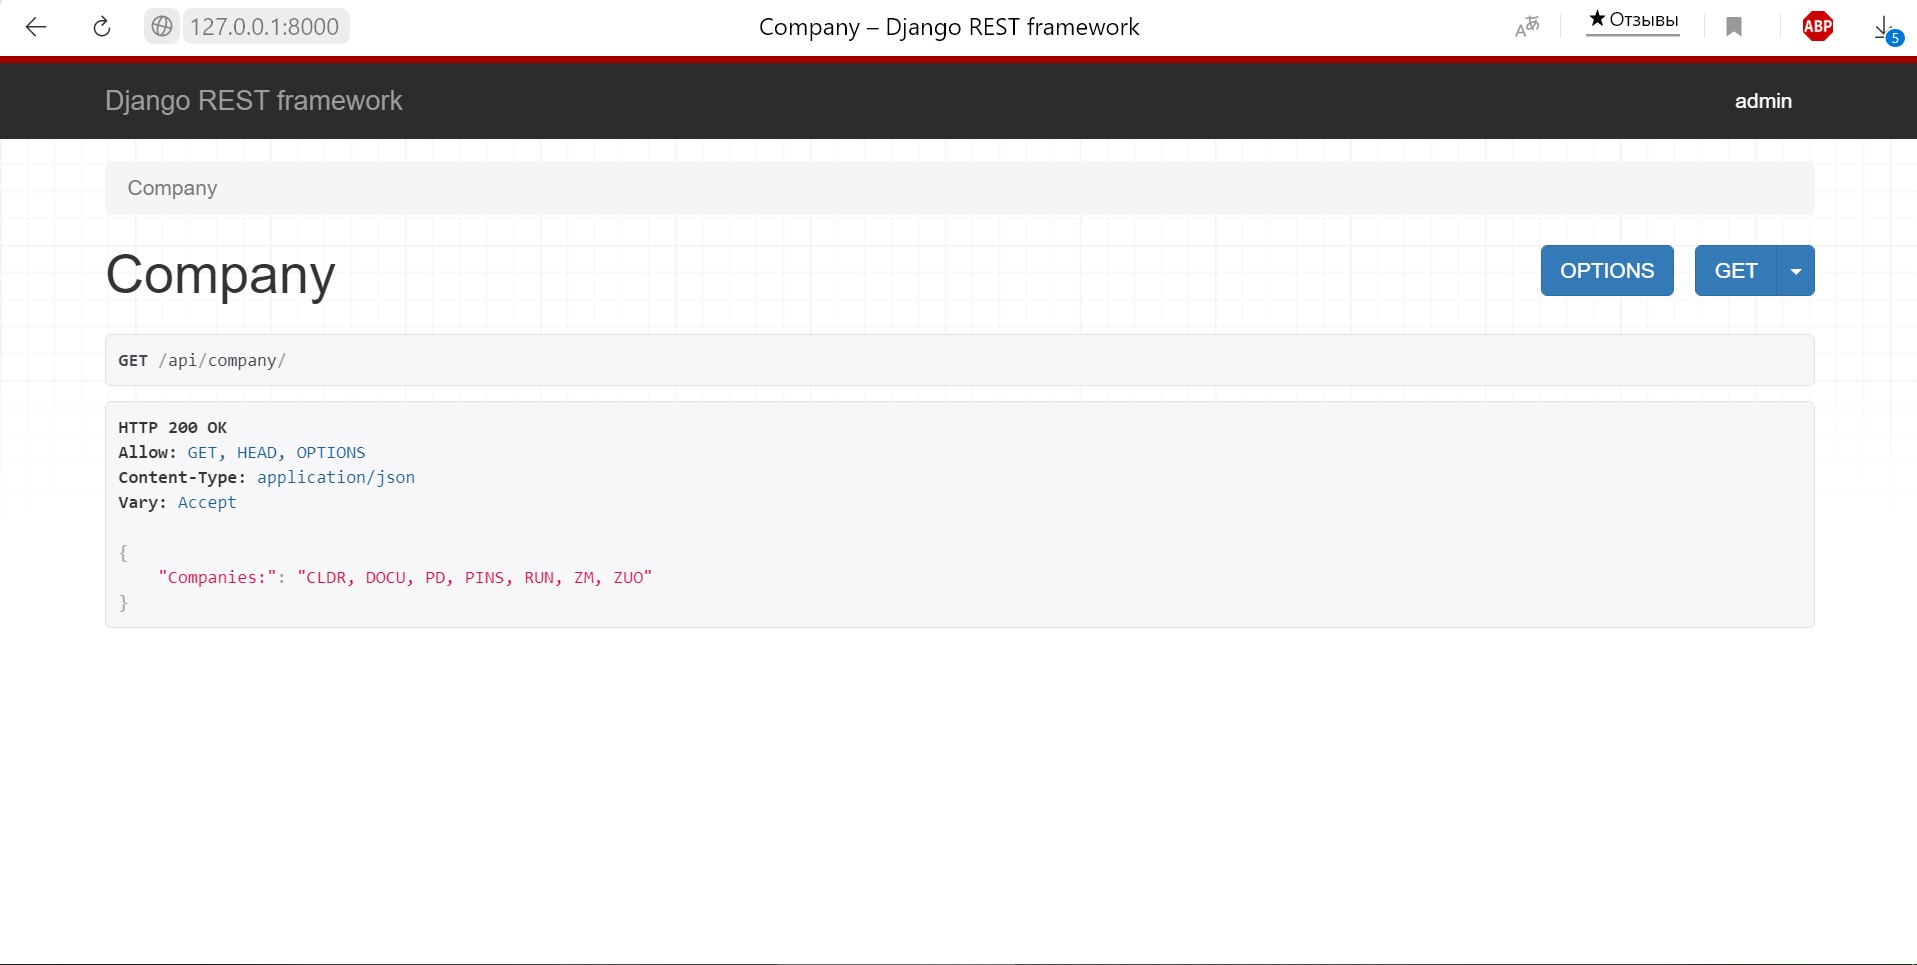 127.0.0.1:8000
Company – Django REST framework
Aあ
★ Отзывы
ABP
5
Django REST framework
admin
Company
Company
OPTIONS
GET
GET /api/company/
HTTP 200 OK
Allow: GET, HEAD, OPTIONS
Content-Type: application/json
Vary: Accept
{
"Companies:": "CLDR, DOCU, PD, PINS, RUN, ZM, ZUO"
}